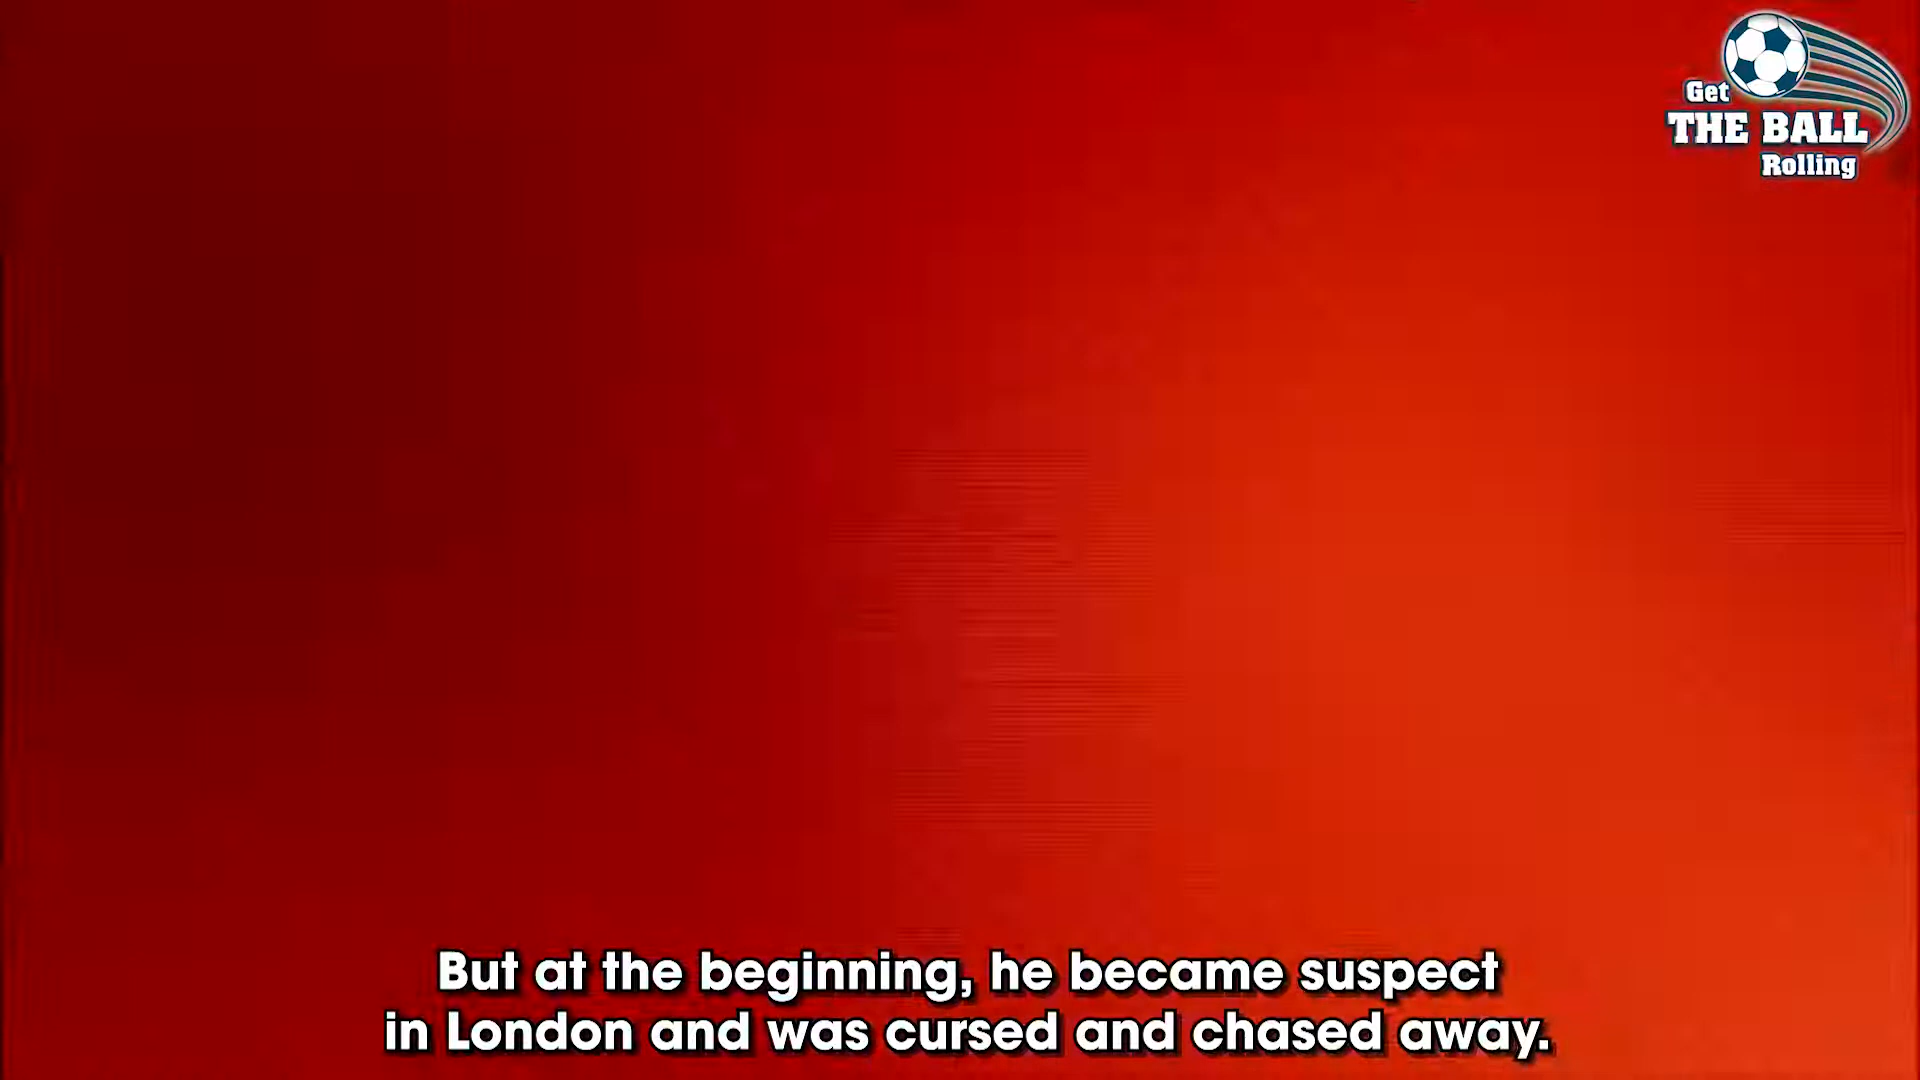 Get
THE BALL
Rolling
But at the beginning, he became suspect
in London and was cursed and chased away.